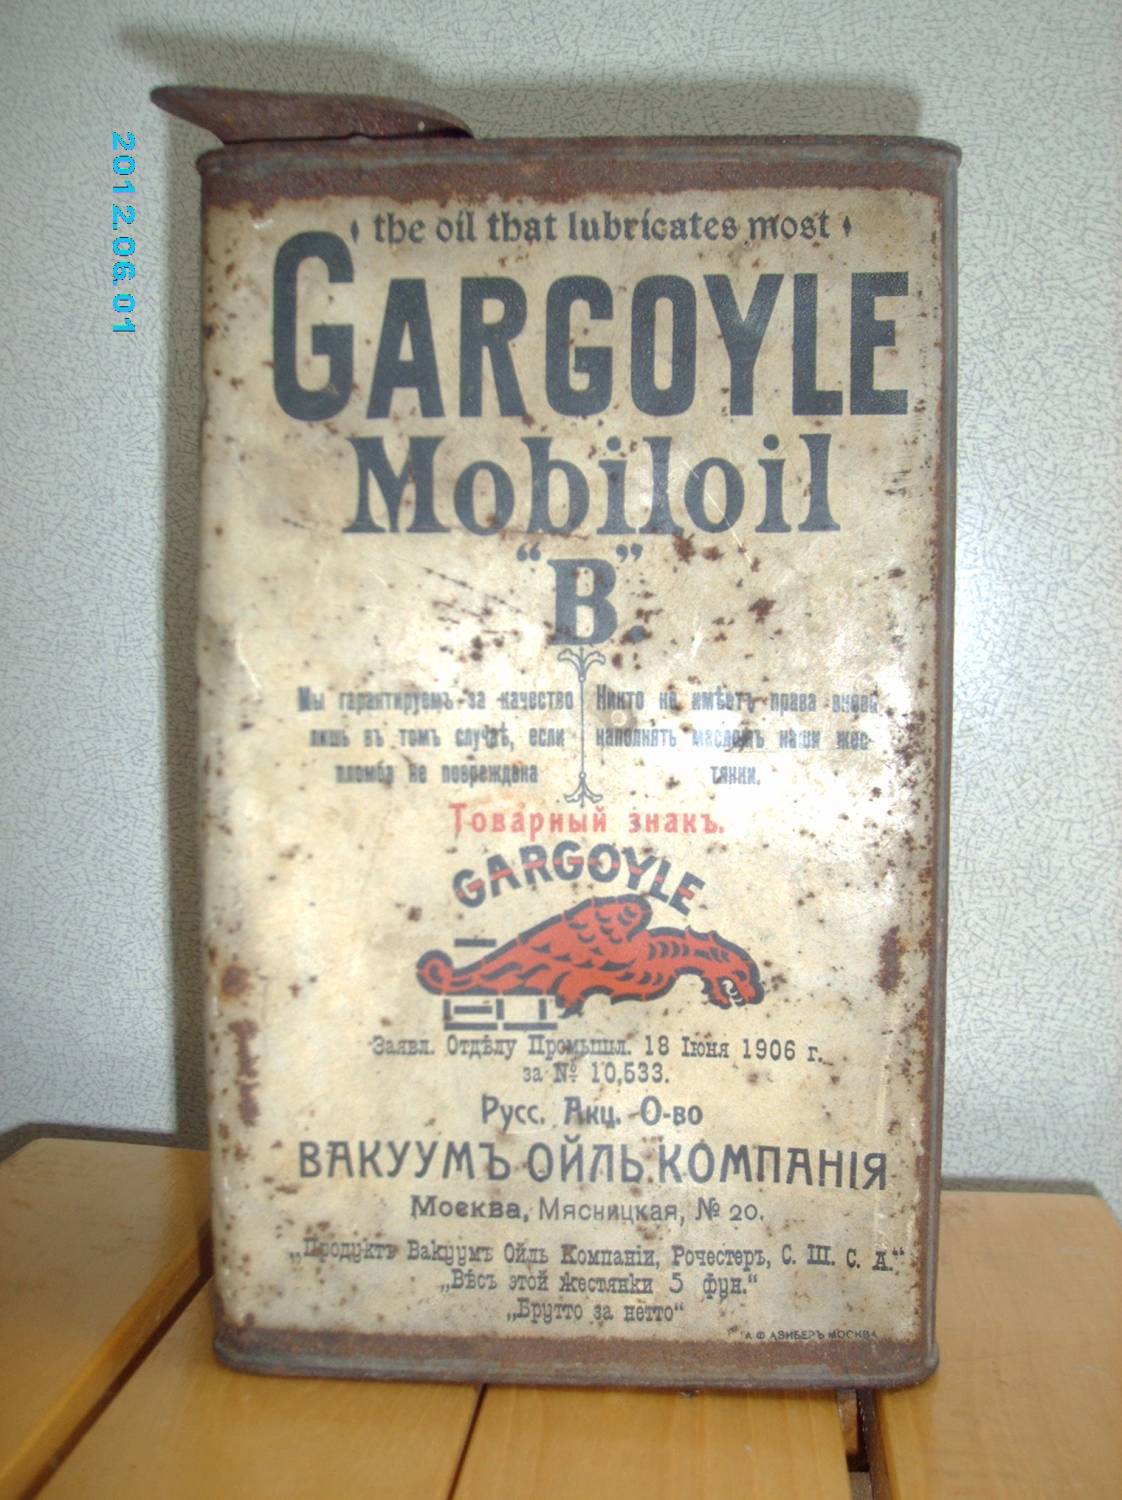 2012.06.01
the oil that lubricates most
GARGOYLE
Mobiloil
"B".
Мы гарантируемъ за качество
лишь въ томъ случаѣ, если
пломба не повреждена
Никто не имѣетъ права вновь
наполнять масломъ наши жес-
тянки.
Товарный знакъ.
GARGOYLE
Заявл. Отдѣлу Промышл. 18 Іюня 1906 г.
за № 10,533.
Русс. Акц. О-во
ВАКУУМЪ ОЙЛЬ КОМПАНІЯ
Москва, Мясницкая, № 20.
„Продуктъ Вакуумъ Ойль Компаніи, Рочестеръ, С. Ш. С. А."
„Вѣсъ этой жестянки 5 фун."
„Брутто за нетто"
А.Ф.АЗИБЕРЪ МОСКВА